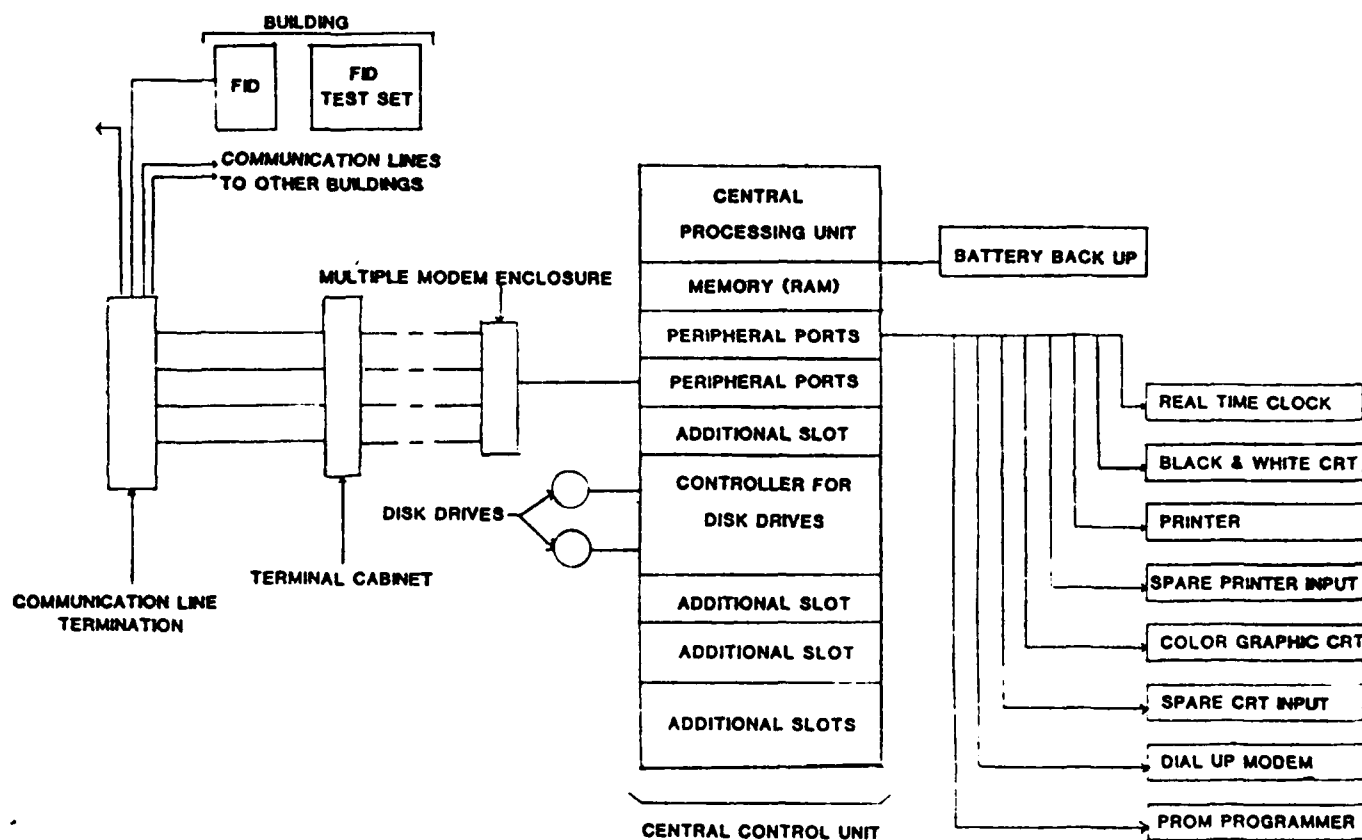 BUILDING
FID
FID
TEST SET
COMMUNICATION LINES
TO OTHER BUILDINGS
MULTIPLE MODEM ENCLOSURE
COMMUNICATION LINE
TERMINATION
TERMINAL CABINET
DISK DRIVES
CENTRAL
PROCESSING UNIT
MEMORY (RAM)
PERIPHERAL PORTS
PERIPHERAL PORTS
ADDITIONAL SLOT
CONTROLLER FOR
DISK DRIVES
ADDITIONAL SLOT
ADDITIONAL SLOT
ADDITIONAL SLOTS
CENTRAL CONTROL UNIT
BATTERY BACK UP
REAL TIME CLOCK
BLACK & WHITE CRT
PRINTER
SPARE PRINTER INPUT
COLOR GRAPHIC CRT
SPARE CRT INPUT
DIAL UP MODEM
PROM PROGRAMMER